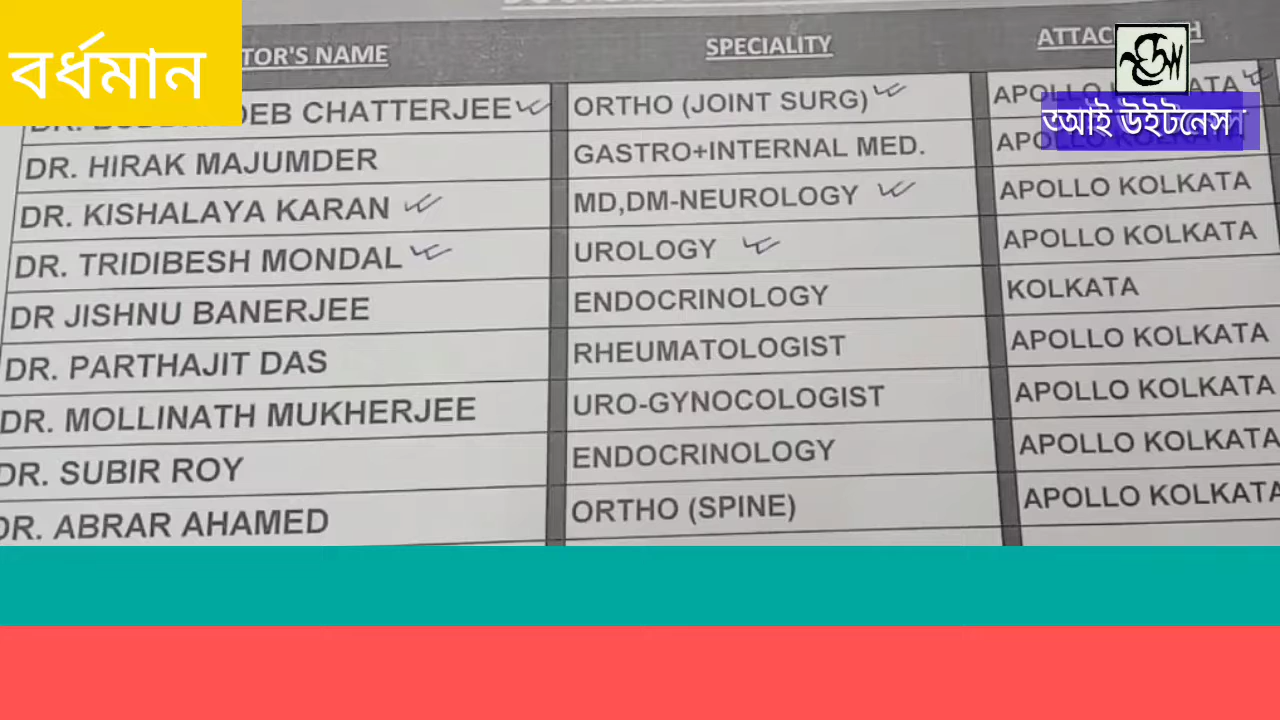 বর্ধমান
TOR'S NAME SPECIALITY
DEB CHATTERJEE ORTHO (JOINT SURG) APOLLO KOLKATA
আই উইটনেস
DR. HIRAK MAJUMDER GASTRO+INTERNAL MED.
DR. KISHALAYA KARAN MD,DM-NEUROLOGY APOLLO KOLKATA
DR. TRIDIBESH MONDAL UROLOGY APOLLO KOLKATA
DR JISHNU BANERJEE ENDOCRINOLOGY KOLKATA
DR. PARTHAJIT DAS RHEUMATOLOGIST APOLLO KOLKATA
DR. MOLLINATH MUKHERJEE URO-GYNOCOLOGIST APOLLO KOLKATA
DR. SUBIR ROY ENDOCRINOLOGY APOLLO KOLKATA
DR. ABRAR AHAMED ORTHO (SPINE) APOLLO KOLKATA